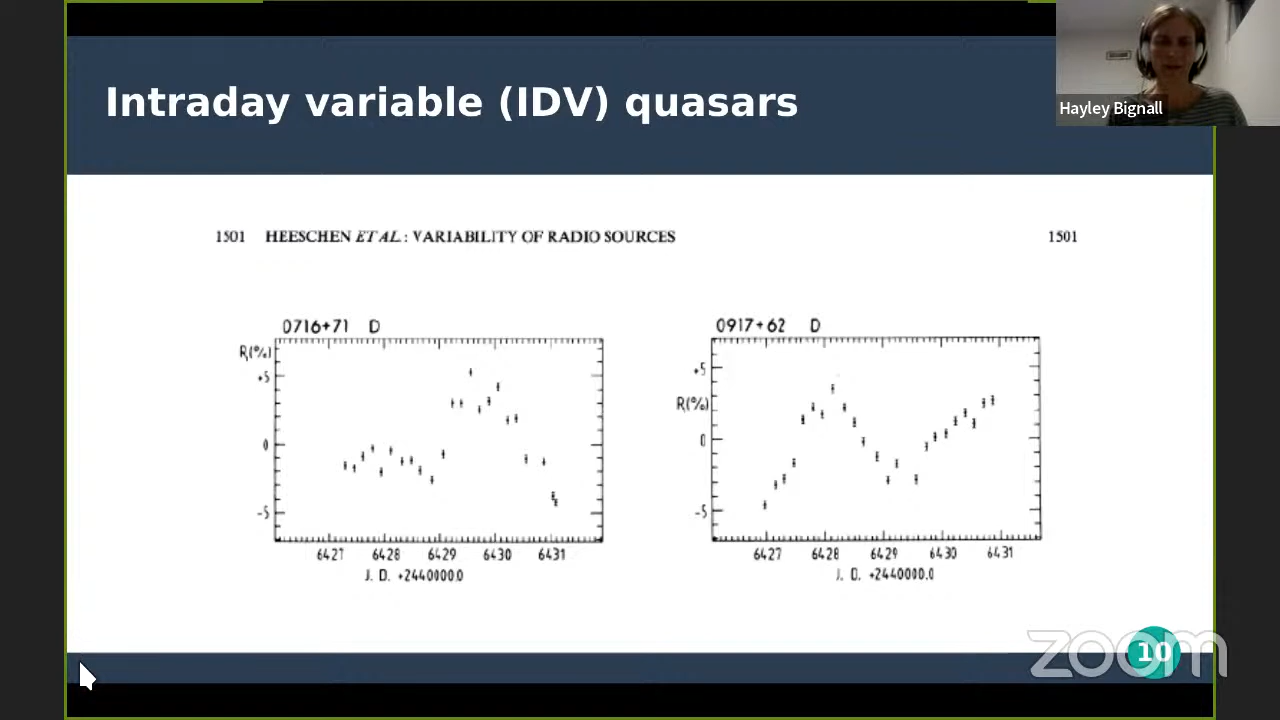 Intraday variable (IDV) quasars
Hayley Bignall
1501 HEESCHEN ET AL.: VARIABILITY OF RADIO SOURCES 1501
0716+71 D
R,(%)
+5
0
-5
6427 6428 6429 6430 6431
J. D. +2440000.0
0917+62 D
+5
R,(%)
0
-5
6427 6428 6429 6430 6431
J. D. +2440000.0
zoom
10